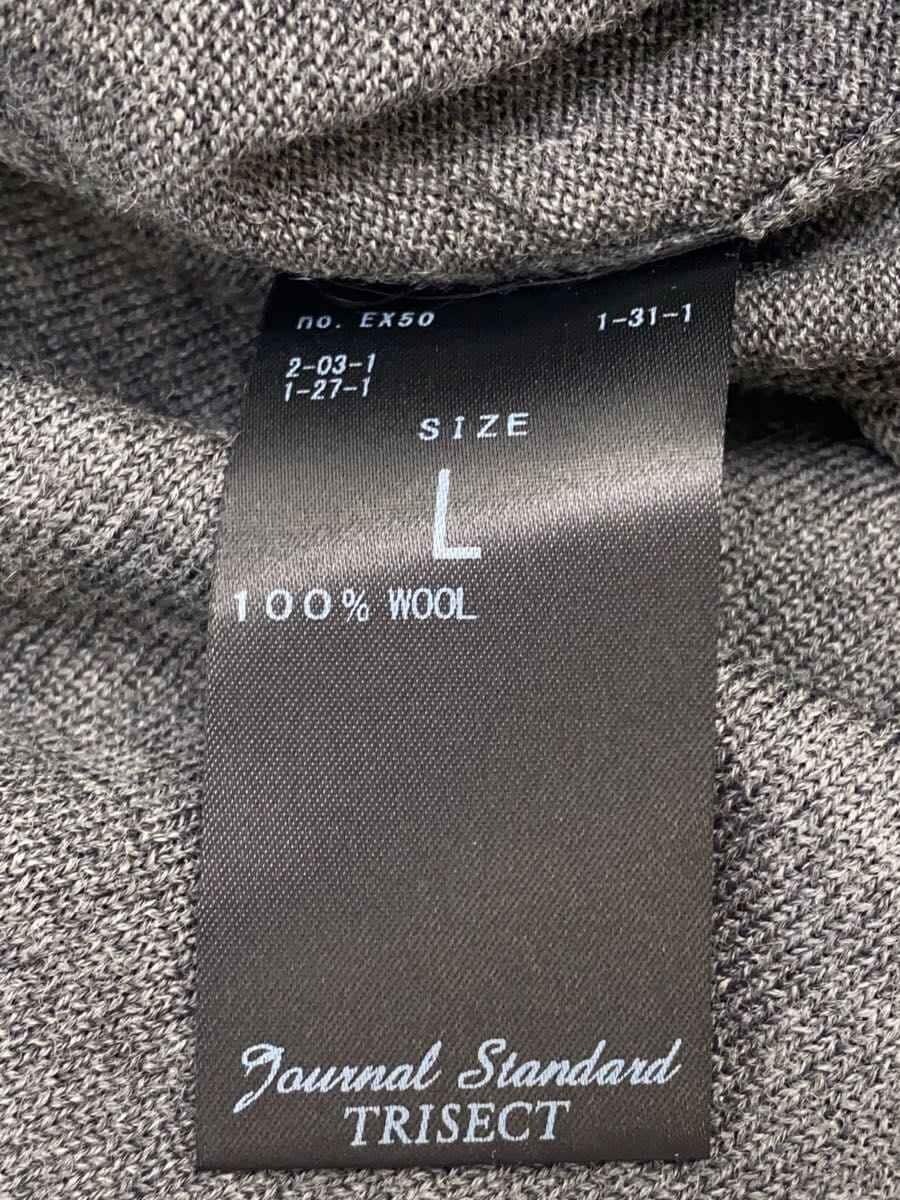 no. EX50 1-31-1
2-03-1
1-27-1
SIZE
L
100% WOOL
Journal Standard
TRISECT